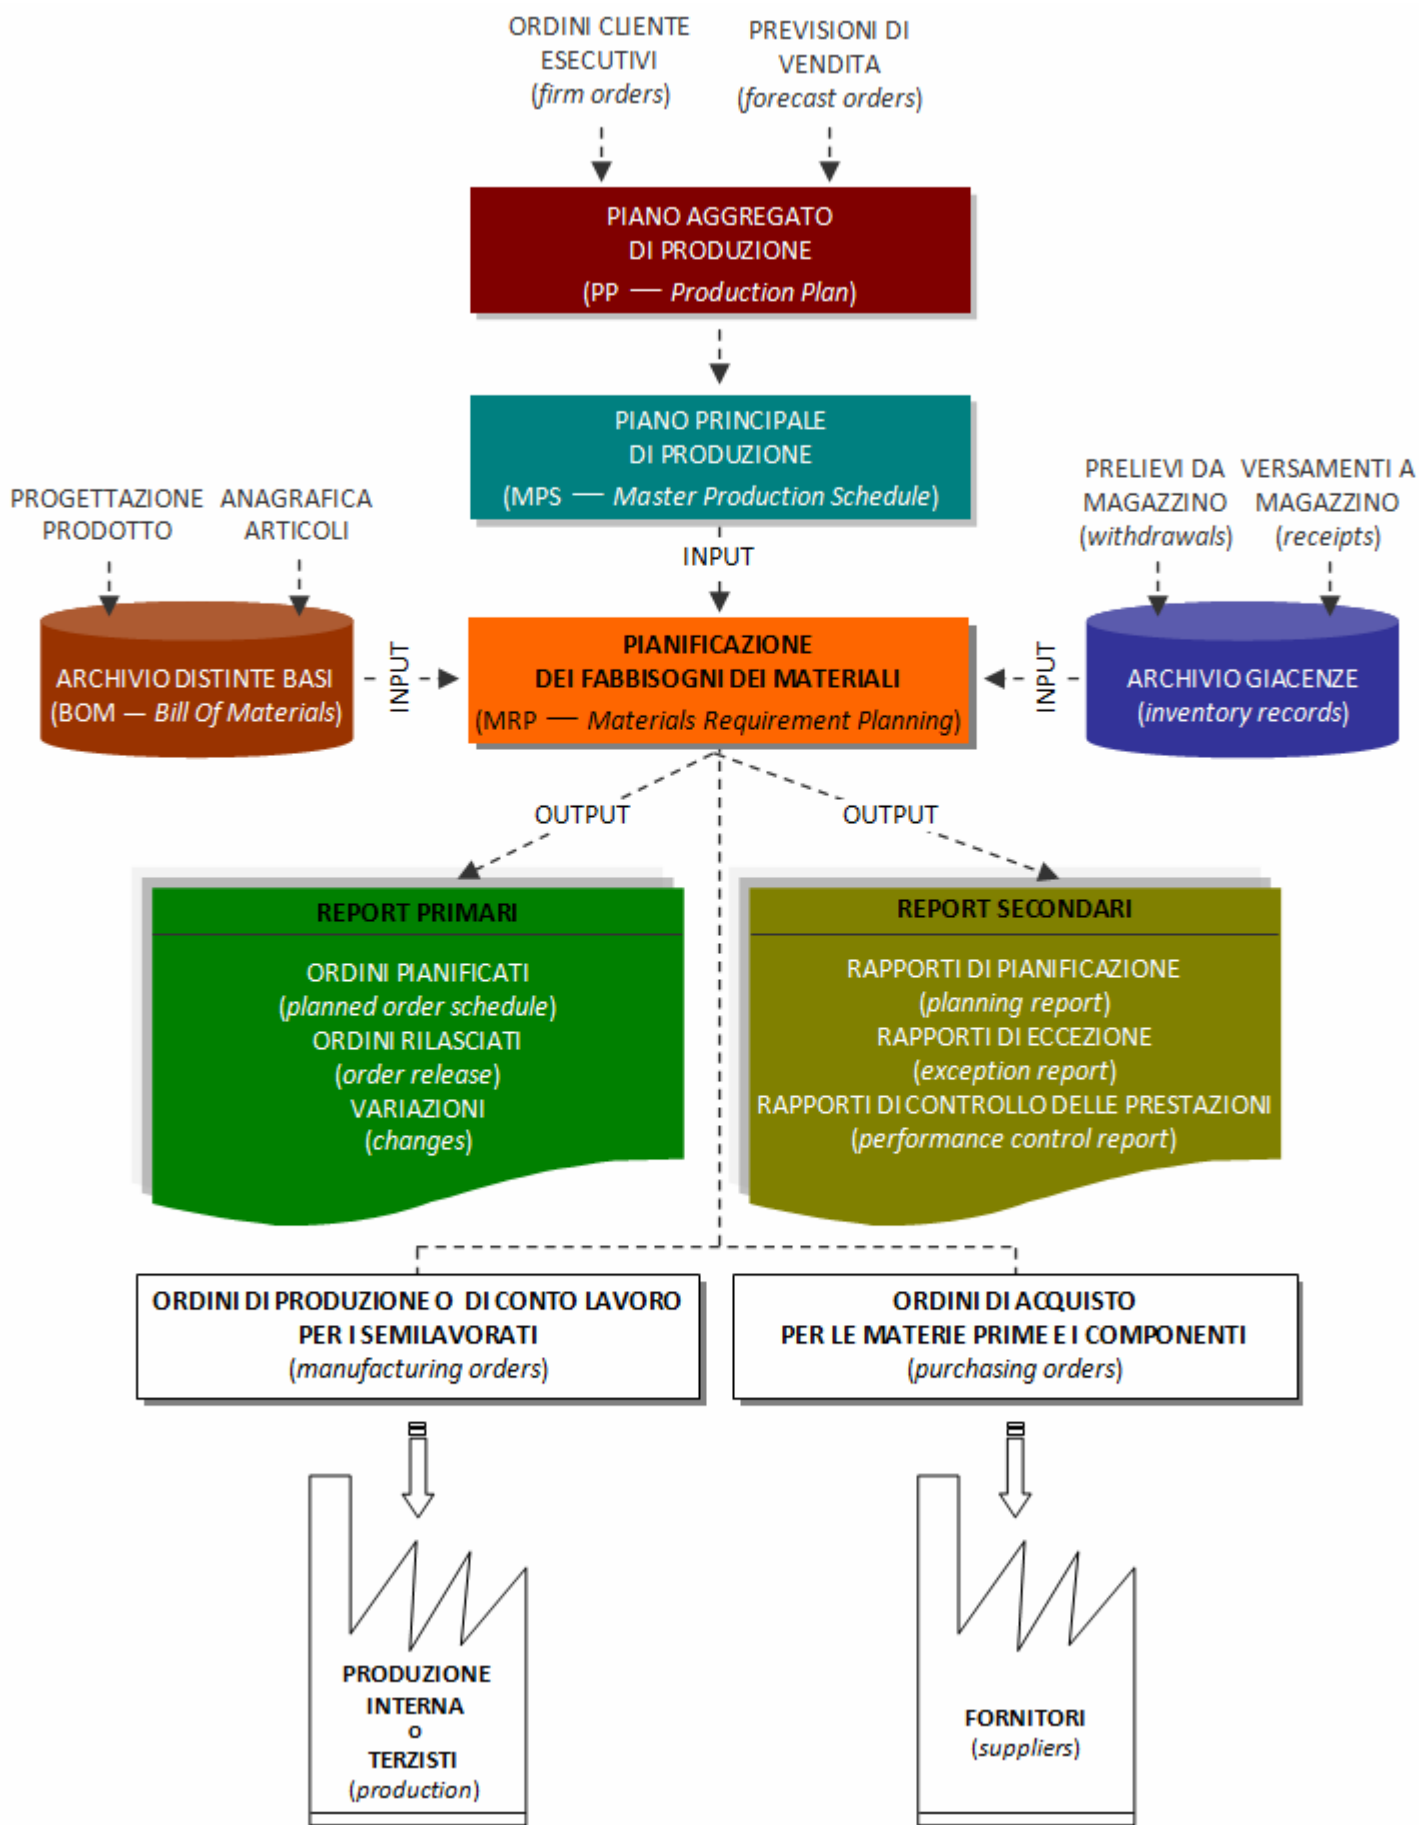 ORDINI CLIENTE
ESECUTIVI
(firm orders)
PREVISIONI DI
VENDITA
(forecast orders)
PIANO AGGREGATO
DI PRODUZIONE
(PP — Production Plan)
PIANO PRINCIPALE
DI PRODUZIONE
(MPS — Master Production Schedule)
PROGETTAZIONE
PRODOTTO
ANAGRAFICA
ARTICOLI
PRELIEVI DA
MAGAZZINO
(withdrawals)
VERSAMENTI A
MAGAZZINO
(receipts)
INPUT
ARCHIVIO DISTINTE BASI
(BOM — Bill Of Materials)
INPUT
PIANIFICAZIONE
DEI FABBISOGNI DEI MATERIALI
(MRP — Materials Requirement Planning)
INPUT
ARCHIVIO GIACENZE
(inventory records)
OUTPUT
OUTPUT
REPORT PRIMARI
ORDINI PIANIFICATI
(planned order schedule)
ORDINI RILASCIATI
(order release)
VARIAZIONI
(changes)
REPORT SECONDARI
RAPPORTI DI PIANIFICAZIONE
(planning report)
RAPPORTI DI ECCEZIONE
(exception report)
RAPPORTI DI CONTROLLO DELLE PRESTAZIONI
(performance control report)
ORDINI DI PRODUZIONE O DI CONTO LAVORO
PER I SEMILAVORATI
(manufacturing orders)
ORDINI DI ACQUISTO
PER LE MATERIE PRIME E I COMPONENTI
(purchasing orders)
PRODUZIONE
INTERNA
O
TERZISTI
(production)
FORNITORI
(suppliers)